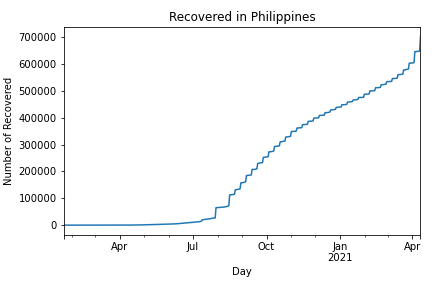 Recovered in Philippines
Number of Recovered
700000
600000
500000
400000
300000
200000
100000
0
Apr
Jul
Oct
Jan
2021
Apr
Day